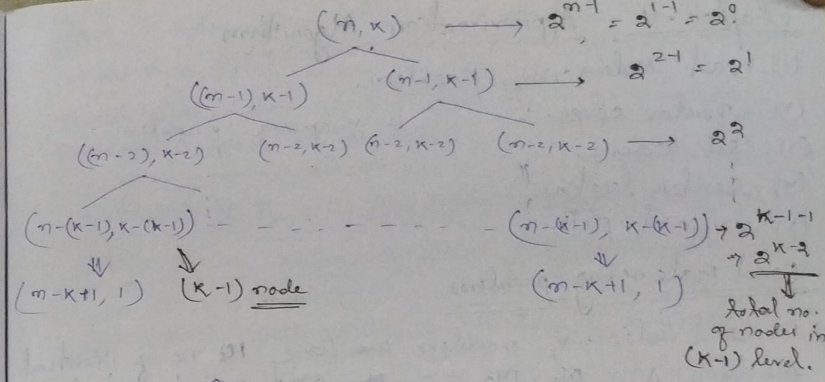 (n, k) → 2^{n-1} = 2^{1-1} = 2^0
((n-1), k-1) (n-1, k-1) → 2^{2-1} = 2^1
((n-2), k-2) (n-2, k-2) (n-2, k-2) (n-2, k-2) → 2^2
(n-(k-1), k-(k-1)) - - - - - - - (n-(k-1), k-(k-1)) → 2^{k-1-1}
→ 2^{k-2}
(n-k+1, 1) (k-1) node (n-k+1, 1)
total no.
of nodes in
(k-1) level.